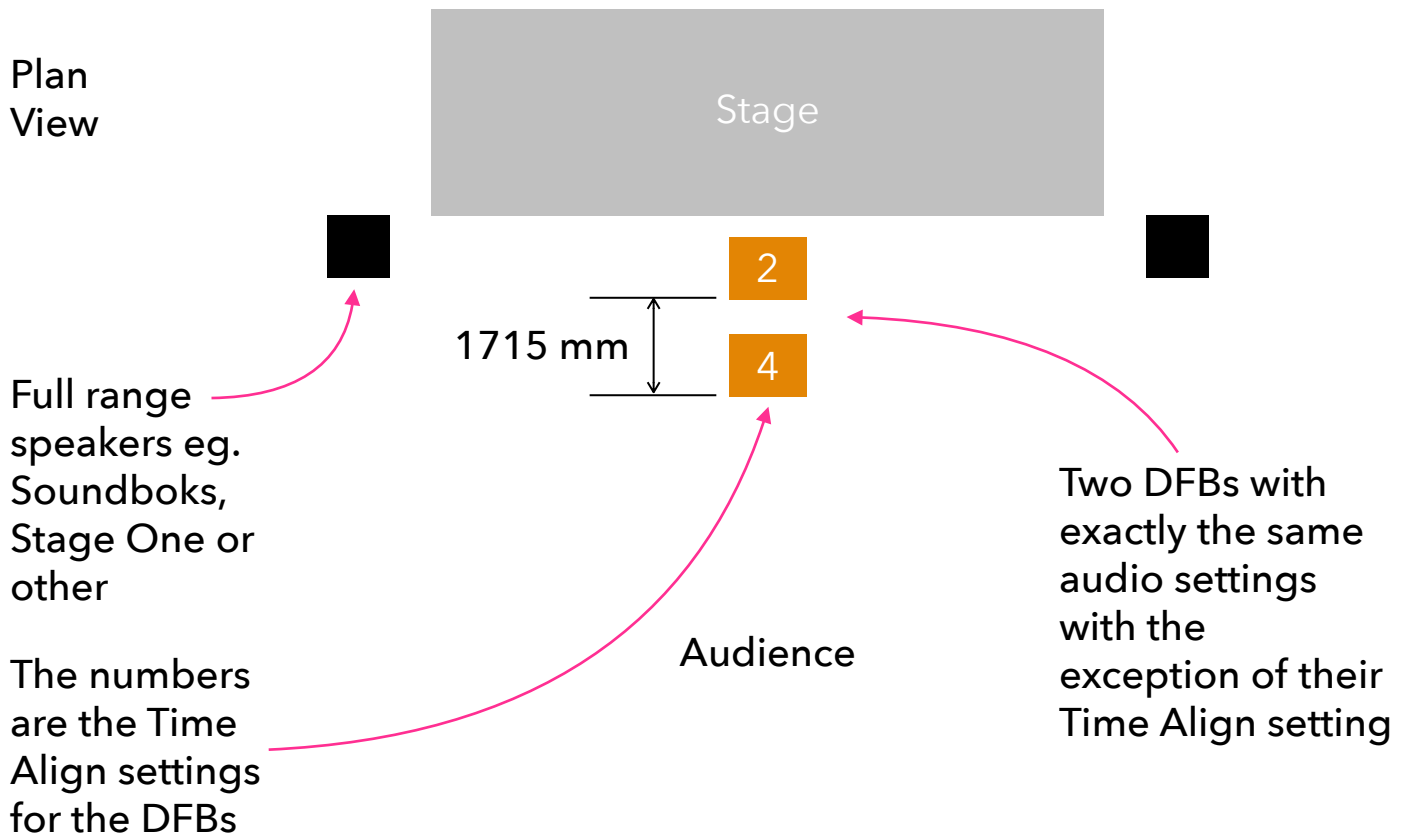 Plan
View
Stage
2
1715 mm
4
Full range
speakers eg.
Soundboks,
Stage One or
other
Two DFBs with
exactly the same
audio settings
with the
exception of their
Time Align setting
Audience
The numbers
are the Time
Align settings
for the DFBs